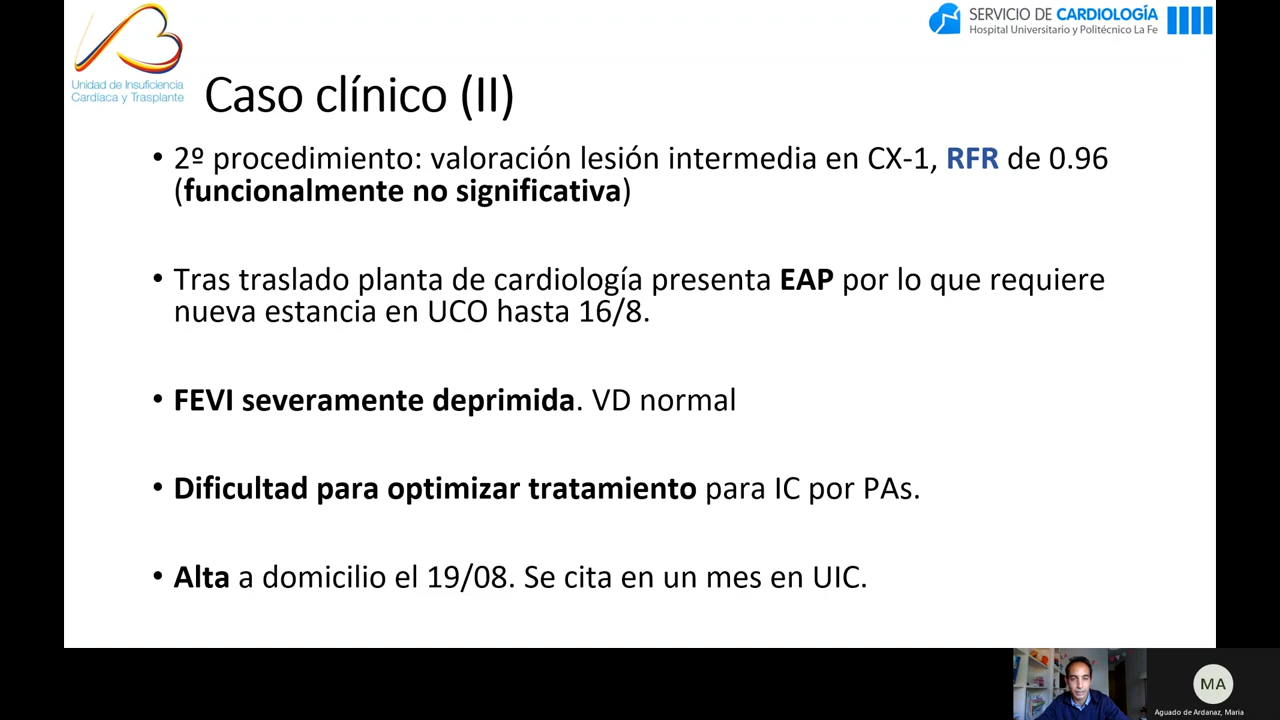 Unidad de Insuficiencia
Cardíaca y Trasplante
SERVICIO DE CARDIOLOGÍA
Hospital Universitario y Politécnico La Fe
Caso clínico (II)
• 2º procedimiento: valoración lesión intermedia en CX-1, RFR de 0.96
(funcionalmente no significativa)
• Tras traslado planta de cardiología presenta EAP por lo que requiere
nueva estancia en UCO hasta 16/8.
• FEVI severamente deprimida. VD normal
• Dificultad para optimizar tratamiento para IC por PAs.
• Alta a domicilio el 19/08. Se cita en un mes en UIC.
MA
Aguado de Ardanaz, Maria